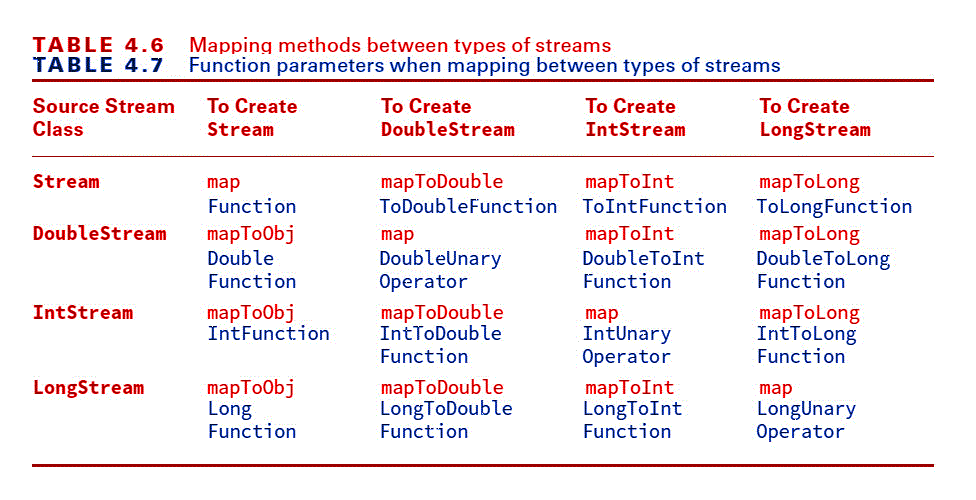 TABLE 4.6 Mapping methods between types of streams
TABLE 4.7 Function parameters when mapping between types of streams
Source Stream To Create To Create To Create To Create
Class Stream DoubleStream IntStream LongStream
Stream map mapToDouble mapToInt mapToLong
Function ToDoubleFunction ToIntFunction ToLongFunction
DoubleStream mapToObj map mapToInt mapToLong
Double DoubleUnary DoubleToInt DoubleToLong
Function Operator Function Function
IntStream mapToObj mapToDouble map mapToLong
IntFunction IntToDouble IntUnary IntToLong
Function Operator Function
LongStream mapToObj mapToDouble mapToInt map
Long LongToDouble LongToInt LongUnary
Function Function Function Operator